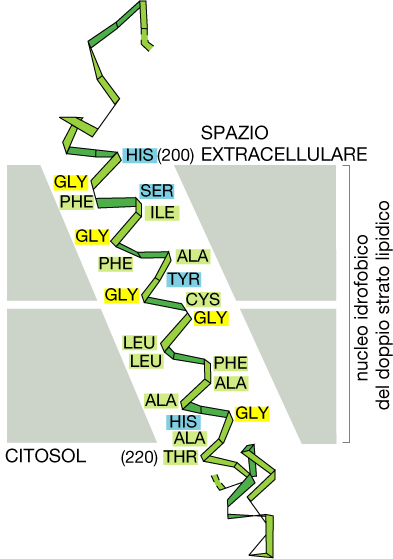 SPAZIO
EXTRACELLULARE
HIS (200)
GLY
SER
PHE
ILE
GLY
ALA
PHE
TYR
GLY
CYS
GLY
LEU
LEU
PHE
ALA
ALA
GLY
HIS
ALA
CITOSOL
(220) THR
nucleo idrofobico
del doppio strato lipidico